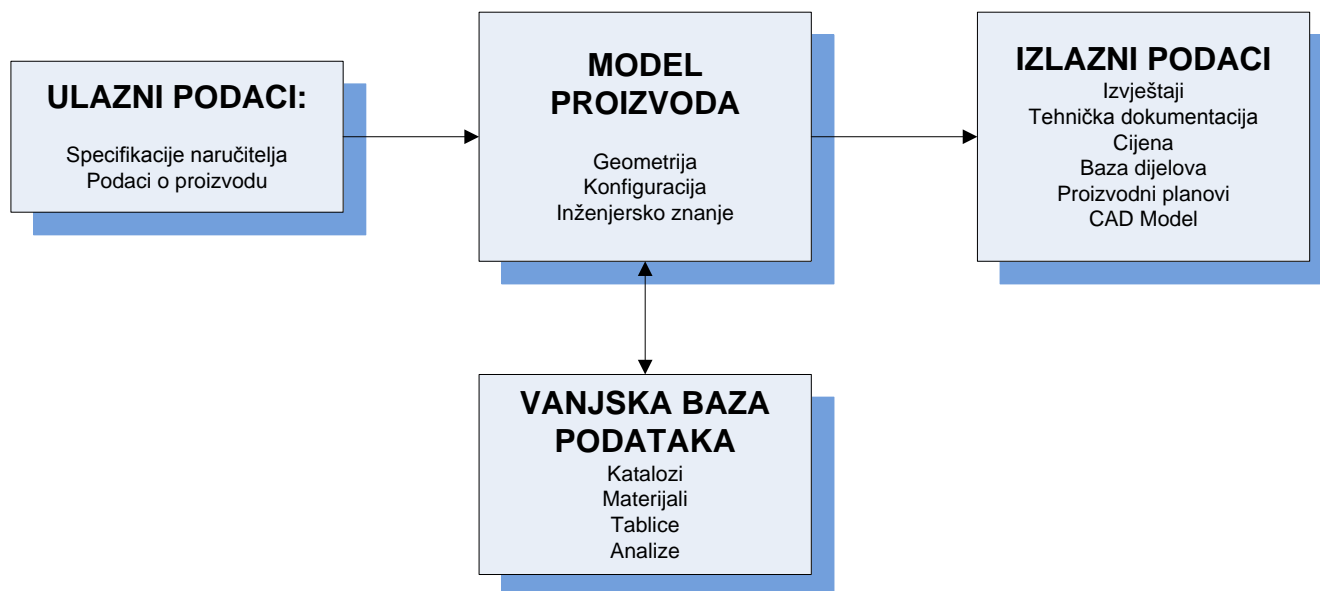 ULAZNI PODACI:
Specifikacije naručitelja
Podaci o proizvodu
MODEL
PROIZVODA
Geometrija
Konfiguracija
Inženjersko znanje
IZLAZNI PODACI
Izvještaji
Tehnička dokumentacija
Cijena
Baza dijelova
Proizvodni planovi
CAD Model
VANJSKA BAZA
PODATAKA
Katalozi
Materijali
Tablice
Analize